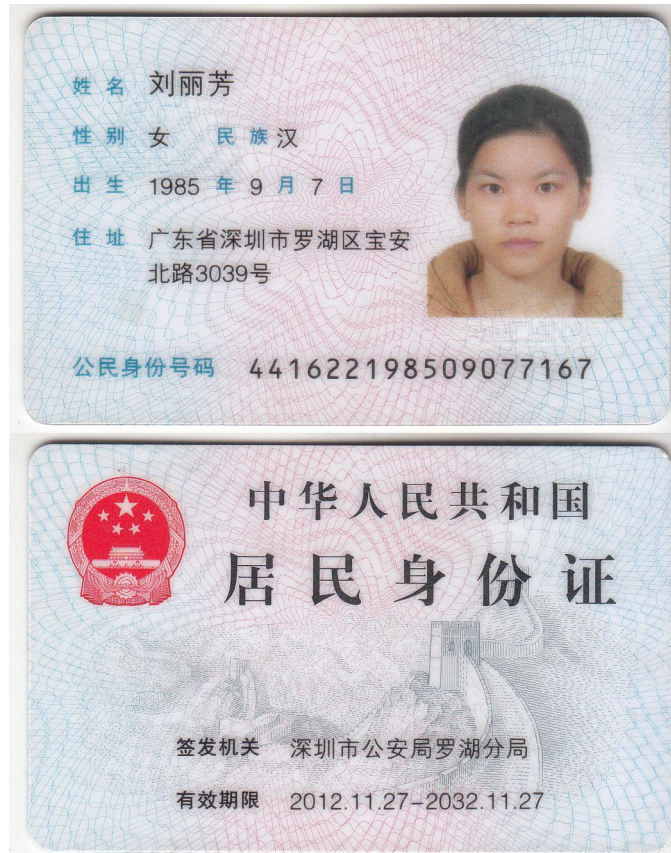 姓名 刘丽芳
性别 女 民族 汉
出生 1985 年 9 月 7 日
住址 广东省深圳市罗湖区宝安
北路3039号
公民身份号码 441622198509077167
中华人民共和国
居民身份证
签发机关 深圳市公安局罗湖分局
有效期限 2012.11.27-2032.11.27